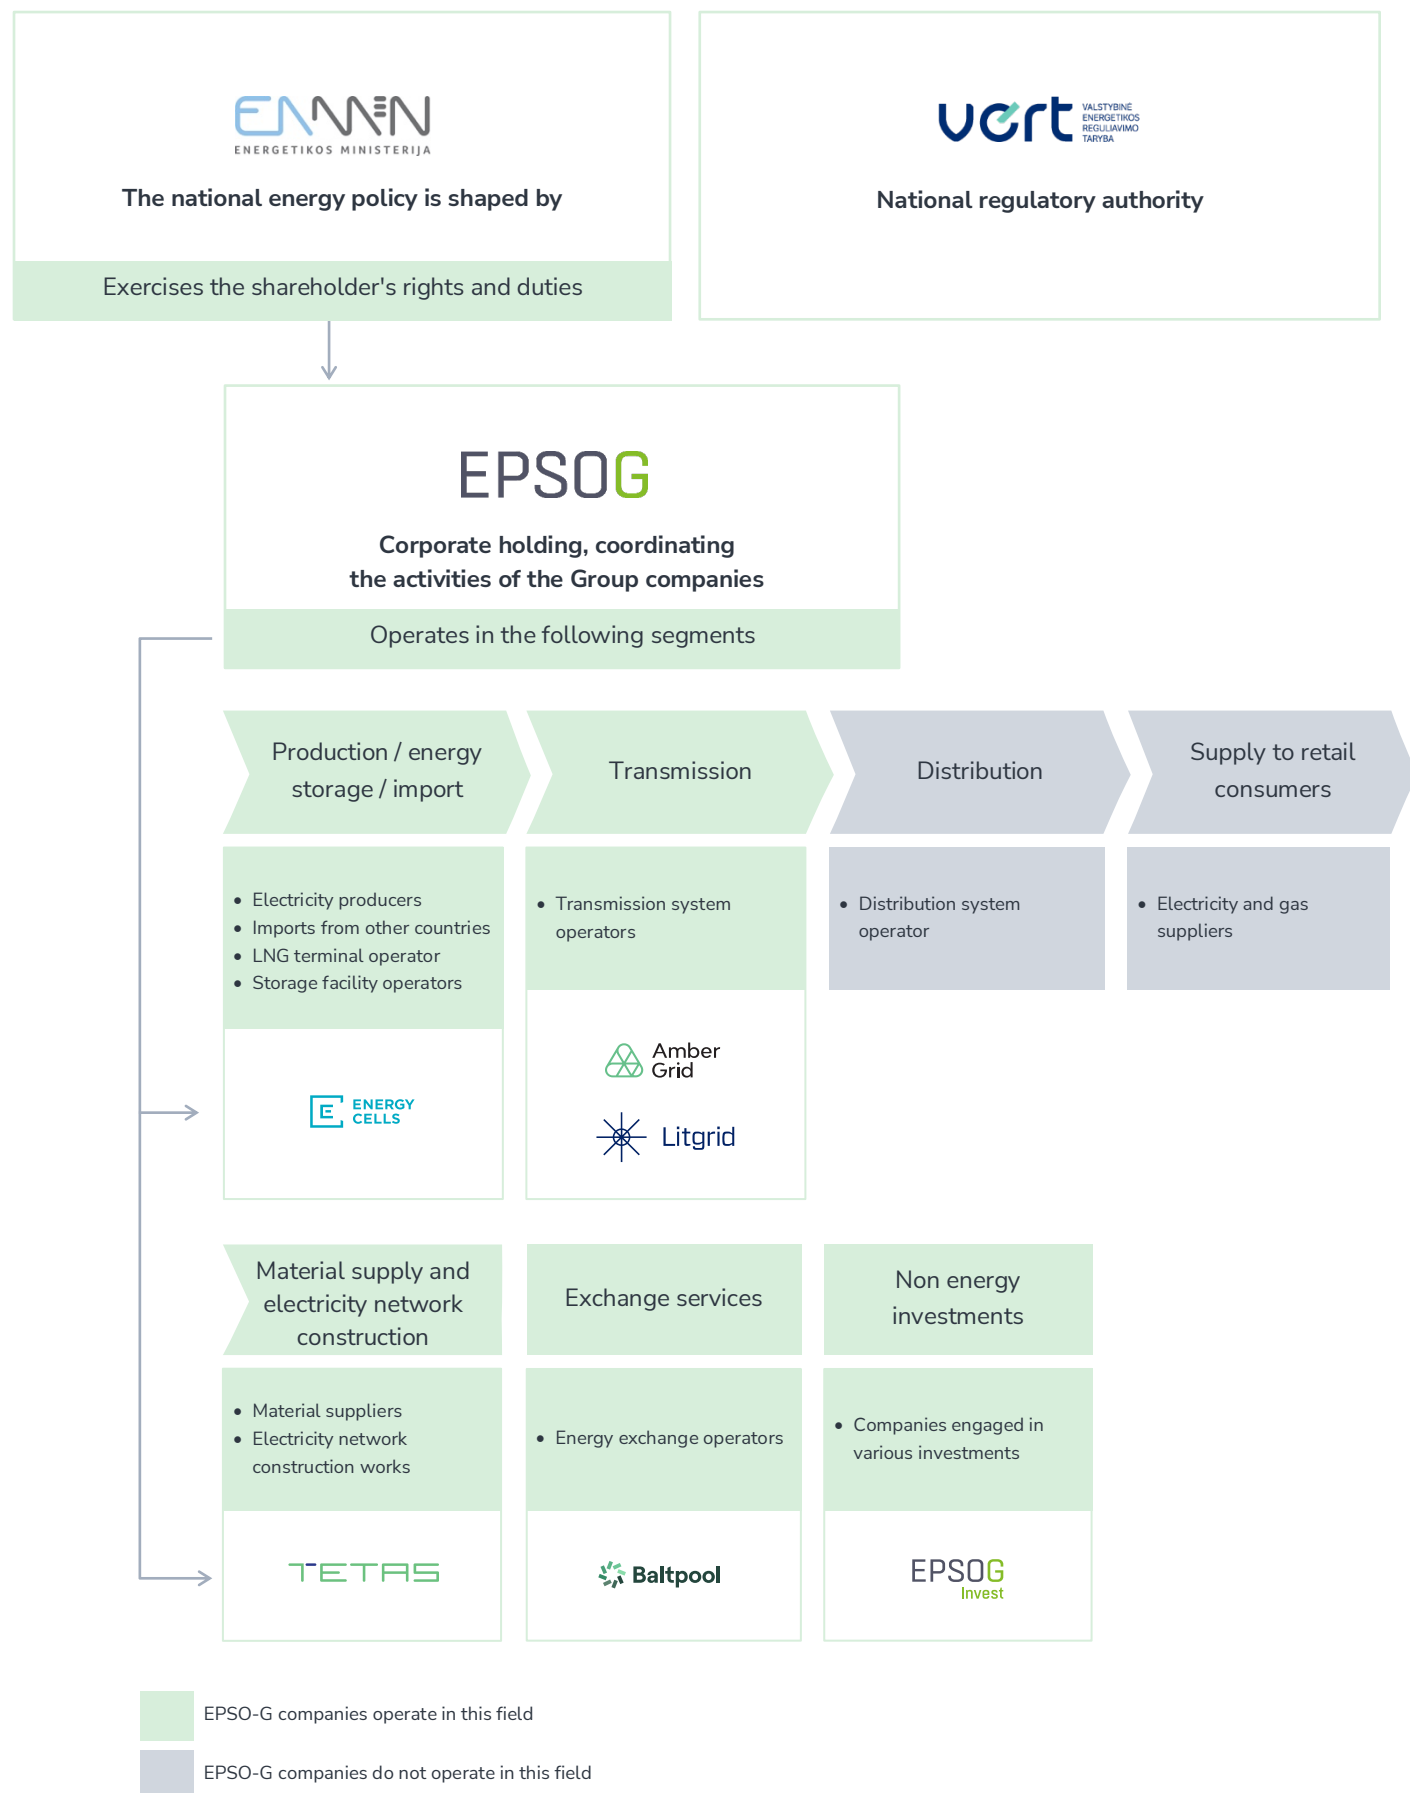 ENMIN
ENERGETIKOS MINISTERIJA
The national energy policy is shaped by
Exercises the shareholder's rights and duties
vert
VALSTYBINĖ
ENERGETIKOS
REGULIAVIMO
TARYBA
National regulatory authority
EPSOG
Corporate holding, coordinating
the activities of the Group companies
Operates in the following segments
Production / energy
storage / import
Transmission
Distribution
Supply to retail
consumers
• Electricity producers
• Imports from other countries
• LNG terminal operator
• Storage facility operators
• Transmission system
operators
• Distribution system
operator
• Electricity and gas
suppliers
ENERGY
CELLS
Amber
Grid
Litgrid
Material supply and
electricity network
construction
Exchange services
Non energy
investments
• Material suppliers
• Electricity network
construction works
• Energy exchange operators
• Companies engaged in
various investments
TETAS
Baltpool
EPSOG
Invest
EPSO-G companies operate in this field
EPSO-G companies do not operate in this field